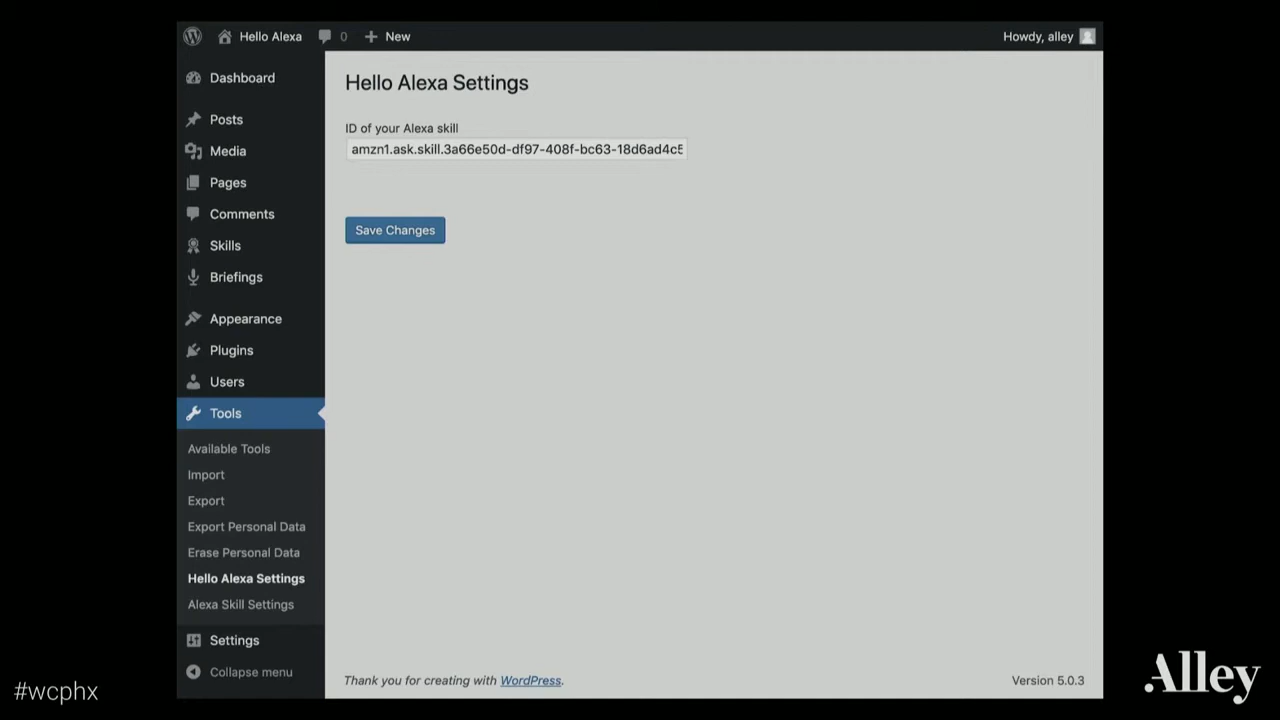 Hello Alexa
0
New
Howdy, alley
Dashboard
Posts
Media
Pages
Comments
Skills
Briefings
Appearance
Plugins
Users
Tools
Available Tools
Import
Export
Export Personal Data
Erase Personal Data
Hello Alexa Settings
Alexa Skill Settings
Settings
Collapse menu
Hello Alexa Settings
ID of your Alexa skill
amzn1.ask.skill.3a66e50d-df97-408f-bc63-18d6ad4c5
Save Changes
Thank you for creating with WordPress.
Version 5.0.3
#wcphx
Alley